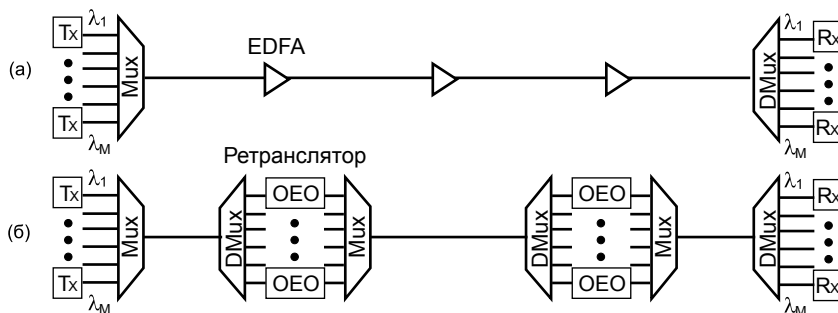 (а)
Tx
λ1
Tx
λM
Mux
EDFA
DMux
λ1
Rx
λM
Rx
(б)
Tx
λ1
Tx
λM
Mux
Ретранслятор
DMux
OEO
OEO
Mux
DMux
OEO
OEO
Mux
DMux
λ1
Rx
λM
Rx